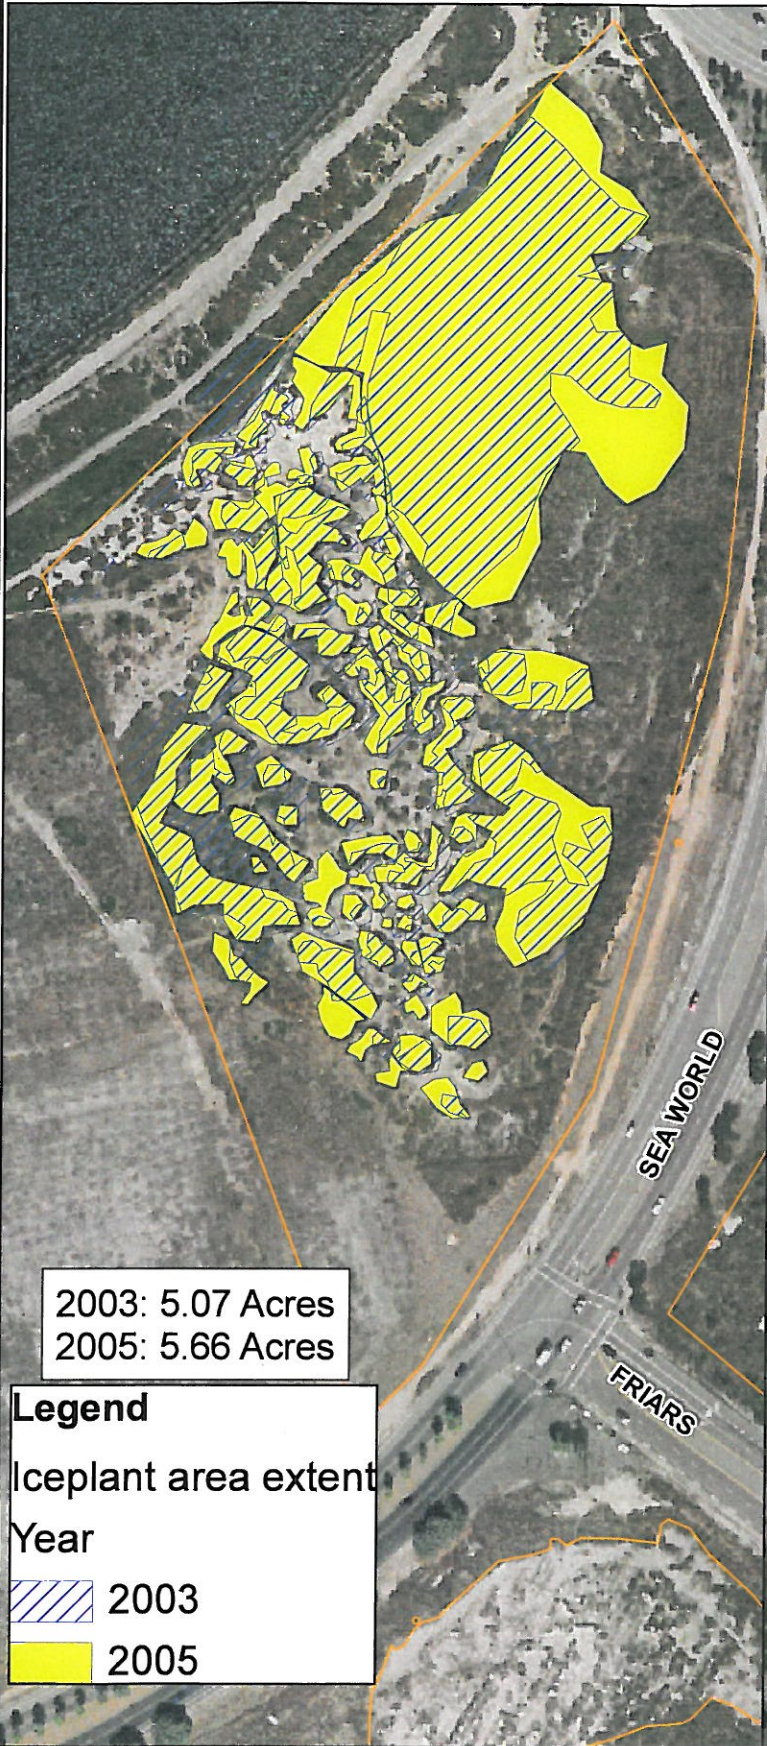 SEA WORLD
2003: 5.07 Acres
2005: 5.66 Acres
FRIARS
Legend
Iceplant area extent
Year
2003
2005